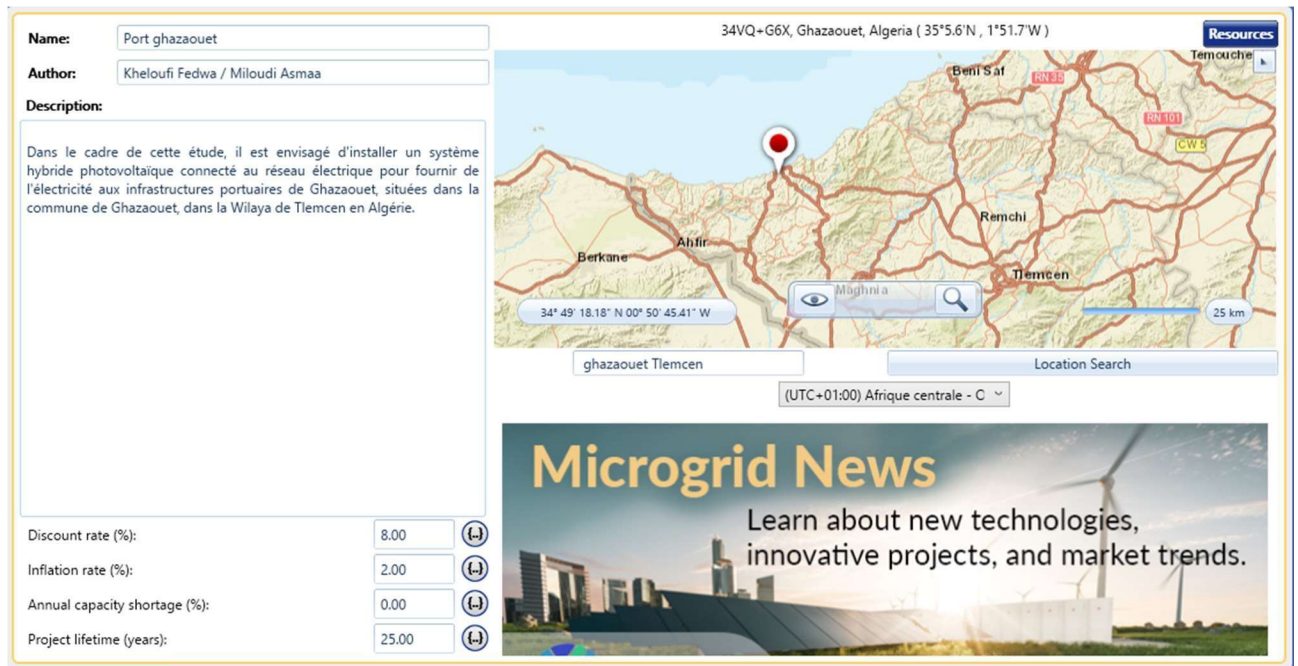 Name:
Port ghazaouet
Author:
Kheloufi Fedwa / Miloudi Asmaa
Description:
Dans le cadre de cette étude, il est envisagé d'installer un système
hybride photovoltaïque connecté au réseau électrique pour fournir de
l'électricité aux infrastructures portuaires de Ghazaouet, situées dans la
commune de Ghazaouet, dans la Wilaya de Tlemcen en Algérie.
Discount rate (%):
8.00
{..}
Inflation rate (%):
2.00
{..}
Annual capacity shortage (%):
0.00
{..}
Project lifetime (years):
25.00
{..}
34VQ+G6X, Ghazaouet, Algeria ( 35°5.6'N , 1°51.7'W )
Resources
Temouche
Beni Saf
RN 35
RN 101
CW 5
Remchi
Ahfir
Berkane
Tlemcen
Maghnia
34° 49' 18.18" N 00° 50' 45.41" W
25 km
ghazaouet Tlemcen
Location Search
(UTC+01:00) Afrique centrale - O
Microgrid News
Learn about new technologies,
innovative projects, and market trends.